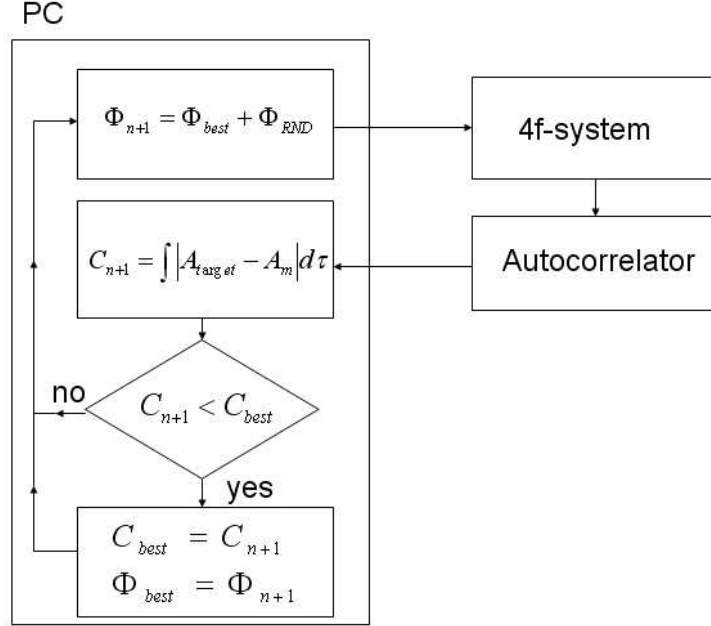 PC
Φ_{n+1} = Φ_{best} + Φ_{RND}
4f-system
C_{n+1} = ∫ |A_{target} − A_m| dτ
Autocorrelator
no
C_{n+1} < C_{best}
yes
C_{best} = C_{n+1}
Φ_{best} = Φ_{n+1}